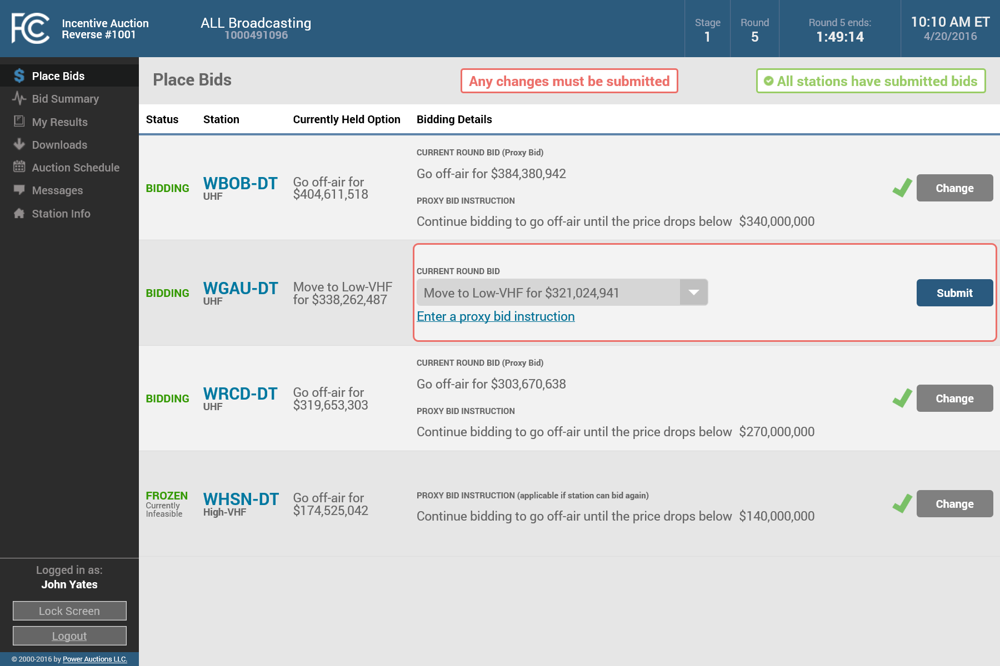 FCC
Incentive Auction
Reverse #1001
ALL Broadcasting
1000491096
Stage
1
Round
5
Round 5 ends:
1:49:14
10:10 AM ET
4/20/2016
Place Bids
Bid Summary
My Results
Downloads
Auction Schedule
Messages
Station Info
Place Bids
Any changes must be submitted
All stations have submitted bids
Status Station Currently Held Option Bidding Details
BIDDING
WBOB-DT
UHF
Go off-air for
$404,611,518
CURRENT ROUND BID (Proxy Bid)
Go off-air for $384,380,942
PROXY BID INSTRUCTION
Continue bidding to go off-air until the price drops below $340,000,000
Change
BIDDING
WGAU-DT
UHF
Move to Low-VHF
for $338,262,487
CURRENT ROUND BID
Move to Low-VHF for $321,024,941
Enter a proxy bid instruction
Submit
BIDDING
WRCD-DT
UHF
Go off-air for
$319,653,303
CURRENT ROUND BID (Proxy Bid)
Go off-air for $303,670,638
PROXY BID INSTRUCTION
Continue bidding to go off-air until the price drops below $270,000,000
Change
FROZEN
Currently
Infeasible
WHSN-DT
High-VHF
Go off-air for
$174,525,042
PROXY BID INSTRUCTION (applicable if station can bid again)
Continue bidding to go off-air until the price drops below $140,000,000
Change
Logged in as:
John Yates
Lock Screen
Logout
© 2000-2016 by Power Auctions LLC.